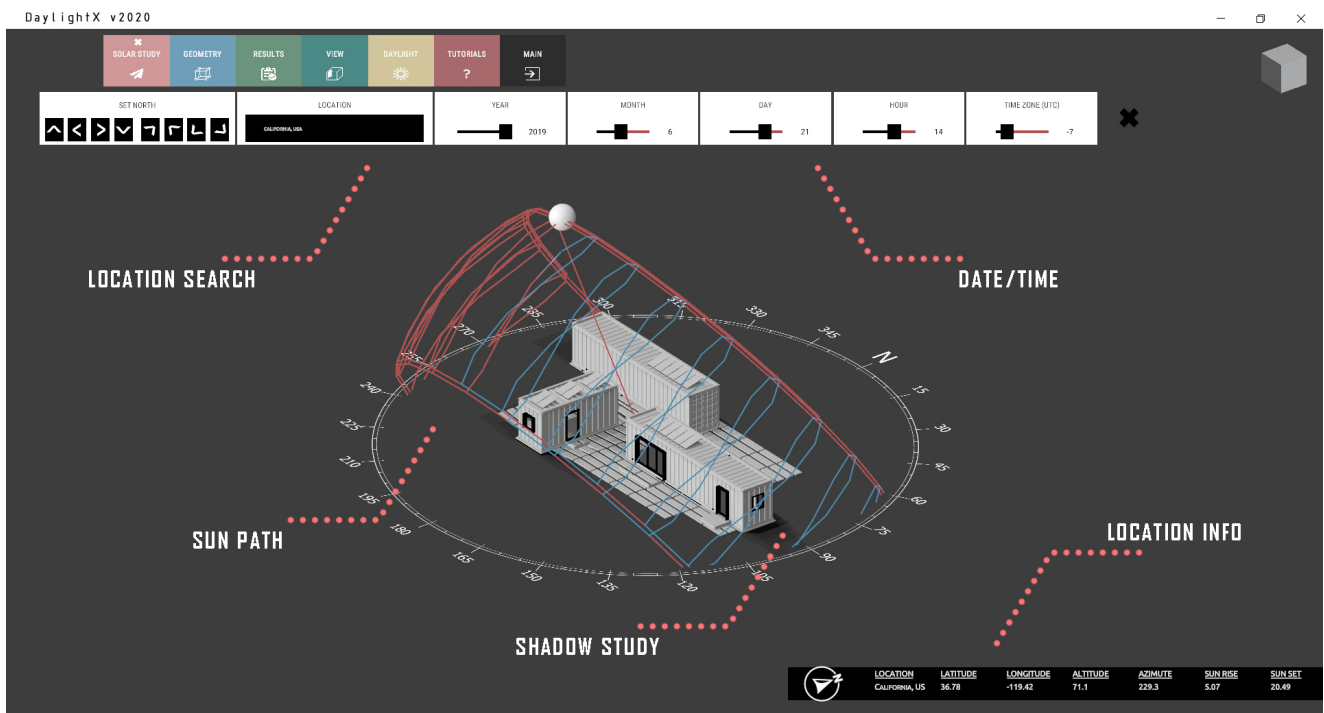 DaylightX v2020
SOLAR STUDY GEOMETRY RESULTS VIEW DAYLIGHT TUTORIALS MAIN
?
SET NORTH LOCATION YEAR MONTH DAY HOUR TIME ZONE (UTC)
CALIFORNIA, USA 2019 6 21 14 -7
LOCATION SEARCH
DATE/TIME
300 315 330 345 N 15 30 45 60 75 90 105 120 135 150 165 180 195 210 225 240 255 270 285
SUN PATH
LOCATION INFO
SHADOW STUDY
N
LOCATION LATITUDE LONGITUDE ALTITUDE AZIMUTE SUN RISE SUN SET
CALIFORNIA, US 36.78 -119.42 71.1 229.3 5.07 20.49